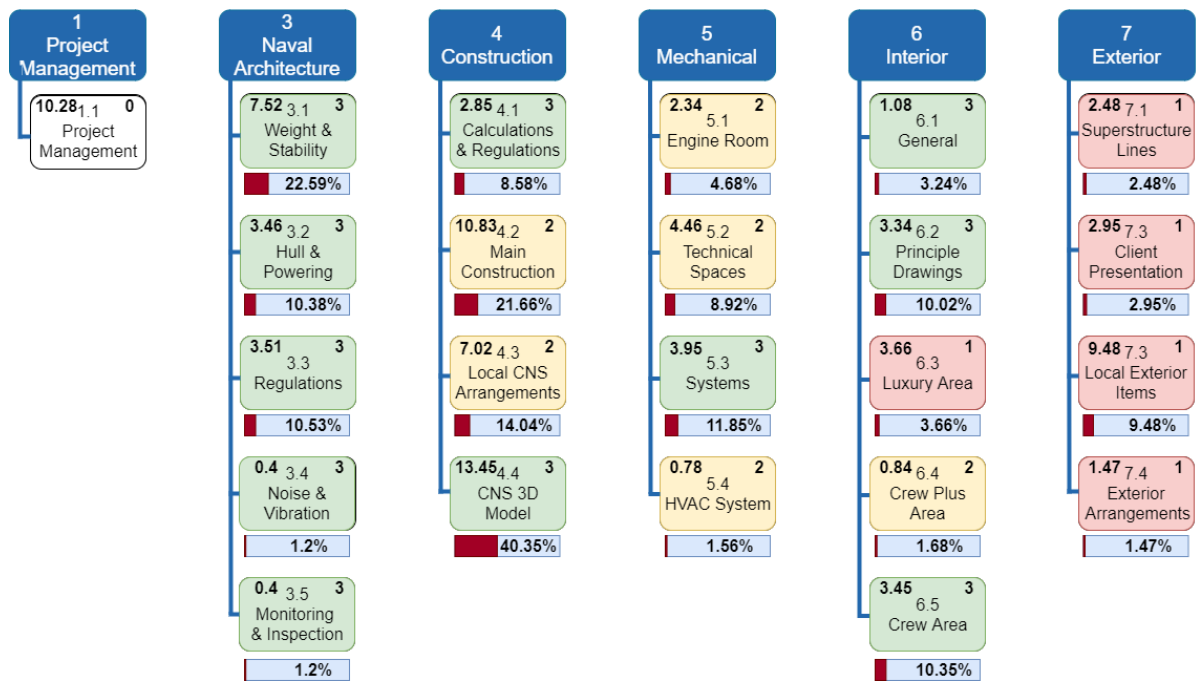 1
Project
Management
10.28 1.1 0
Project
Management
3
Naval
Architecture
7.52 3.1 3
Weight &
Stability
22.59%
3.46 3.2 3
Hull &
Powering
10.38%
3.51 3.3 3
Regulations
10.53%
0.4 3.4 3
Noise &
Vibration
1.2%
0.4 3.5 3
Monitoring
& Inspection
1.2%
4
Construction
2.85 4.1 3
Calculations
& Regulations
8.58%
10.83 4.2 2
Main
Construction
21.66%
7.02 4.3 2
Local CNS
Arrangements
14.04%
13.45 4.4 3
CNS 3D
Model
40.35%
5
Mechanical
2.34 2
5.1
Engine Room
4.68%
4.46 5.2 2
Technical
Spaces
8.92%
3.95 3
5.3
Systems
11.85%
0.78 2
5.4
HVAC System
1.56%
6
Interior
1.08 3
6.1
General
3.24%
3.34 6.2 3
Principle
Drawings
10.02%
3.66 1
6.3
Luxury Area
3.66%
0.84 6.4 2
Crew Plus
Area
1.68%
3.45 3
6.5
Crew Area
10.35%
7
Exterior
2.48 7.1 1
Superstructure
Lines
2.48%
2.95 7.3 1
Client
Presentation
2.95%
9.48 7.3 1
Local Exterior
Items
9.48%
1.47 7.4 1
Exterior
Arrangements
1.47%